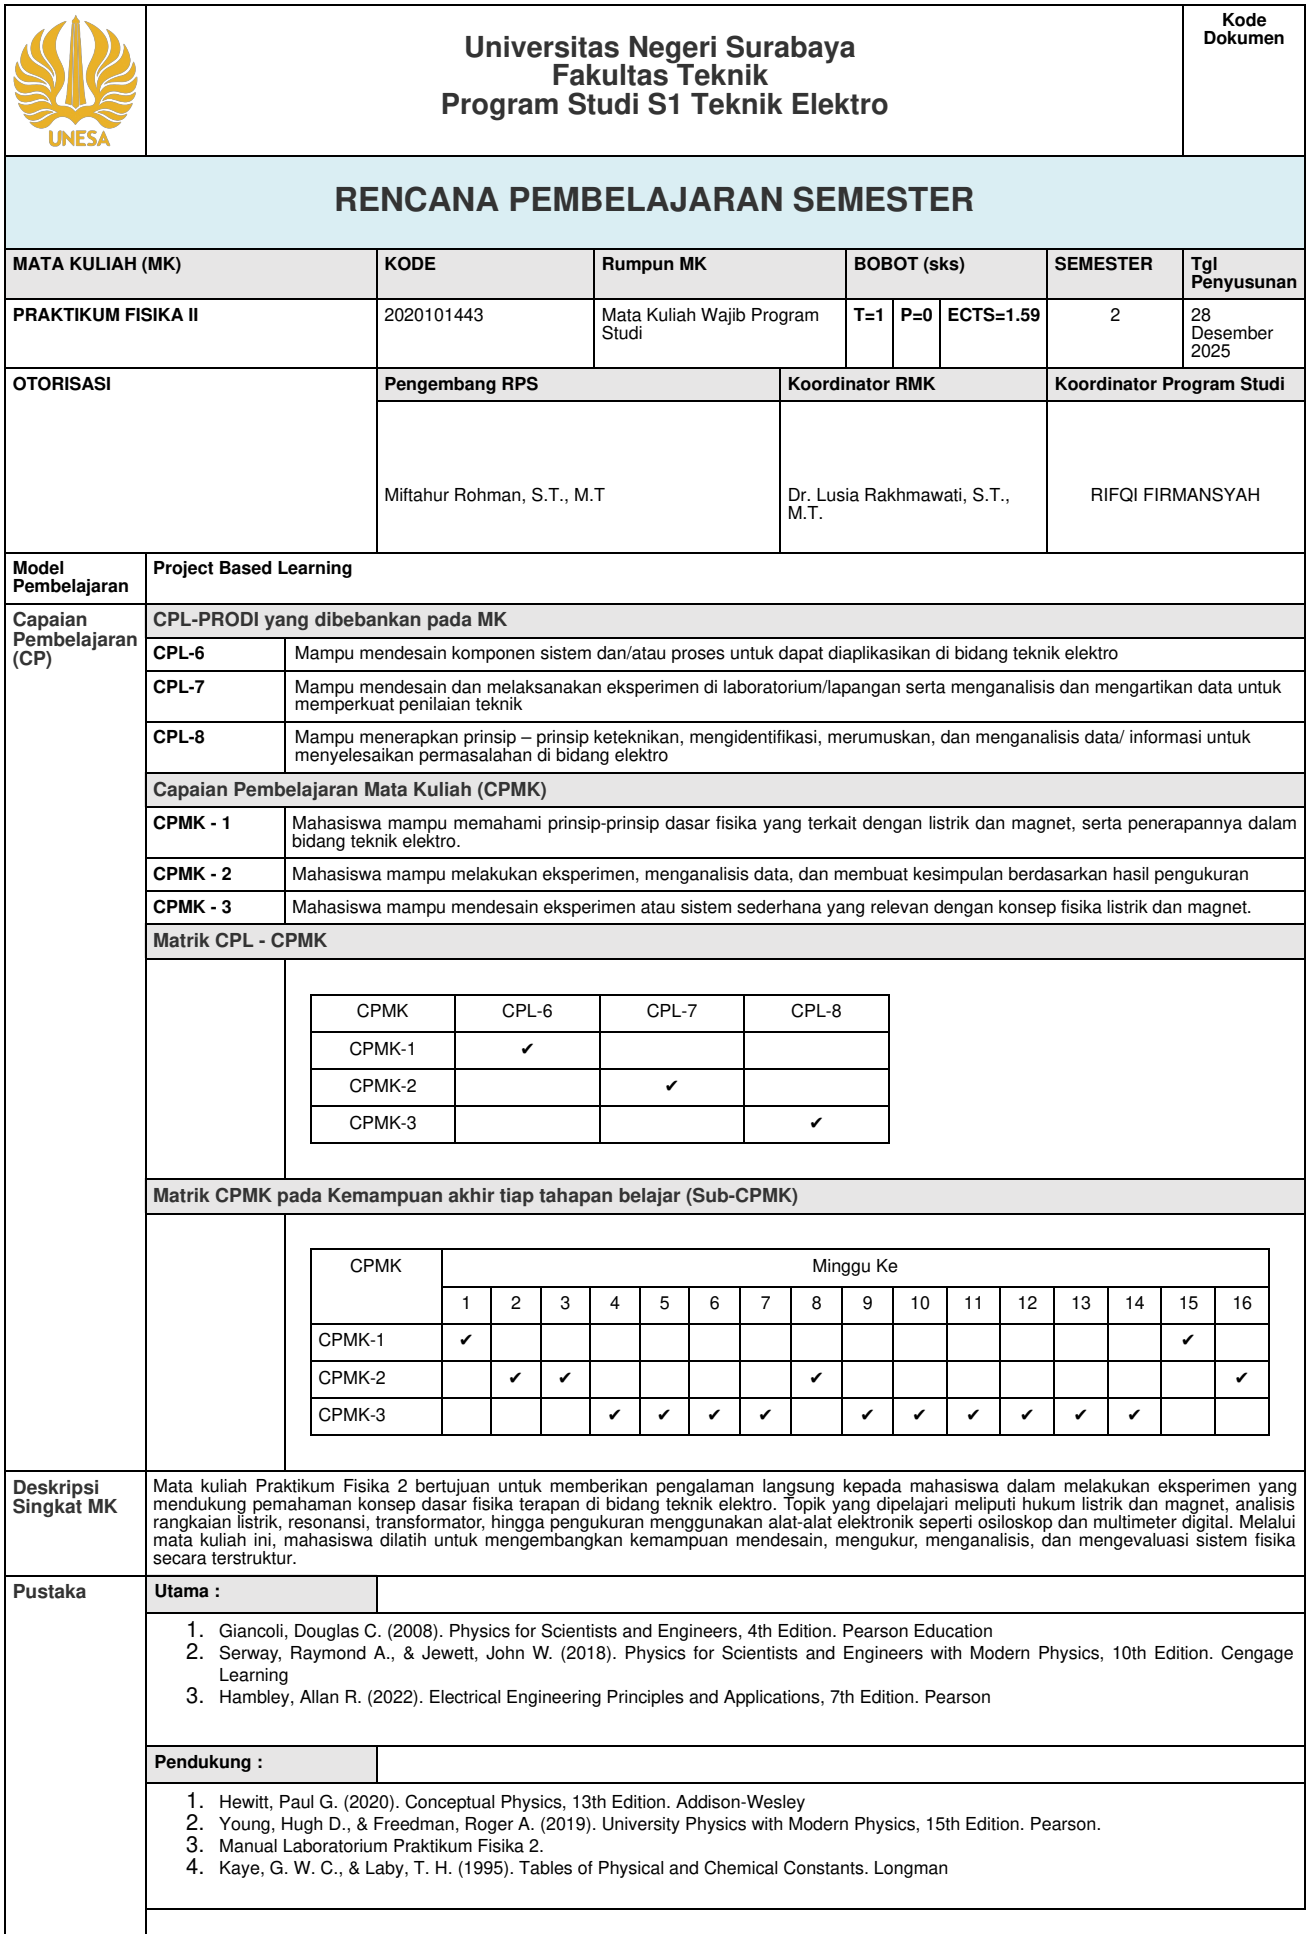 UNESA
Universitas Negeri Surabaya
Fakultas Teknik
Program Studi S1 Teknik Elektro
Kode
Dokumen
RENCANA PEMBELAJARAN SEMESTER
MATA KULIAH (MK)
KODE
Rumpun MK
BOBOT (sks)
SEMESTER
Tgl
Penyusunan
PRAKTIKUM FISIKA II
2020101443
Mata Kuliah Wajib Program
Studi
T=1
P=0
ECTS=1.59
2
28
Desember
2025
OTORISASI
Pengembang RPS
Koordinator RMK
Koordinator Program Studi
Miftahur Rohman, S.T., M.T
Dr. Lusia Rakhmawati, S.T.,
M.T.
RIFQI FIRMANSYAH
Model
Pembelajaran
Project Based Learning
Capaian
Pembelajaran
(CP)
CPL-PRODI yang dibebankan pada MK
CPL-6
Mampu mendesain komponen sistem dan/atau proses untuk dapat diaplikasikan di bidang teknik elektro
CPL-7
Mampu mendesain dan melaksanakan eksperimen di laboratorium/lapangan serta menganalisis dan mengartikan data untuk
memperkuat penilaian teknik
CPL-8
Mampu menerapkan prinsip – prinsip keteknikan, mengidentifikasi, merumuskan, dan menganalisis data/ informasi untuk
menyelesaikan permasalahan di bidang elektro
Capaian Pembelajaran Mata Kuliah (CPMK)
CPMK - 1
Mahasiswa mampu memahami prinsip-prinsip dasar fisika yang terkait dengan listrik dan magnet, serta penerapannya dalam
bidang teknik elektro.
CPMK - 2
Mahasiswa mampu melakukan eksperimen, menganalisis data, dan membuat kesimpulan berdasarkan hasil pengukuran
CPMK - 3
Mahasiswa mampu mendesain eksperimen atau sistem sederhana yang relevan dengan konsep fisika listrik dan magnet.
Matrik CPL - CPMK
CPMK CPL-6 CPL-7 CPL-8
CPMK-1 ✔
CPMK-2 ✔
CPMK-3 ✔
Matrik CPMK pada Kemampuan akhir tiap tahapan belajar (Sub-CPMK)
CPMK Minggu Ke
1 2 3 4 5 6 7 8 9 10 11 12 13 14 15 16
CPMK-1 ✔ ✔
CPMK-2 ✔ ✔ ✔ ✔
CPMK-3 ✔ ✔ ✔ ✔ ✔ ✔ ✔ ✔ ✔ ✔
Deskripsi
Singkat MK
Mata kuliah Praktikum Fisika 2 bertujuan untuk memberikan pengalaman langsung kepada mahasiswa dalam melakukan eksperimen yang
mendukung pemahaman konsep dasar fisika terapan di bidang teknik elektro. Topik yang dipelajari meliputi hukum listrik dan magnet, analisis
rangkaian listrik, resonansi, transformator, hingga pengukuran menggunakan alat-alat elektronik seperti osiloskop dan multimeter digital. Melalui
mata kuliah ini, mahasiswa dilatih untuk mengembangkan kemampuan mendesain, mengukur, menganalisis, dan mengevaluasi sistem fisika
secara terstruktur.
Pustaka
Utama :
1. Giancoli, Douglas C. (2008). Physics for Scientists and Engineers, 4th Edition. Pearson Education
2. Serway, Raymond A., & Jewett, John W. (2018). Physics for Scientists and Engineers with Modern Physics, 10th Edition. Cengage
Learning
3. Hambley, Allan R. (2022). Electrical Engineering Principles and Applications, 7th Edition. Pearson
Pendukung :
1. Hewitt, Paul G. (2020). Conceptual Physics, 13th Edition. Addison-Wesley
2. Young, Hugh D., & Freedman, Roger A. (2019). University Physics with Modern Physics, 15th Edition. Pearson.
3. Manual Laboratorium Praktikum Fisika 2.
4. Kaye, G. W. C., & Laby, T. H. (1995). Tables of Physical and Chemical Constants. Longman